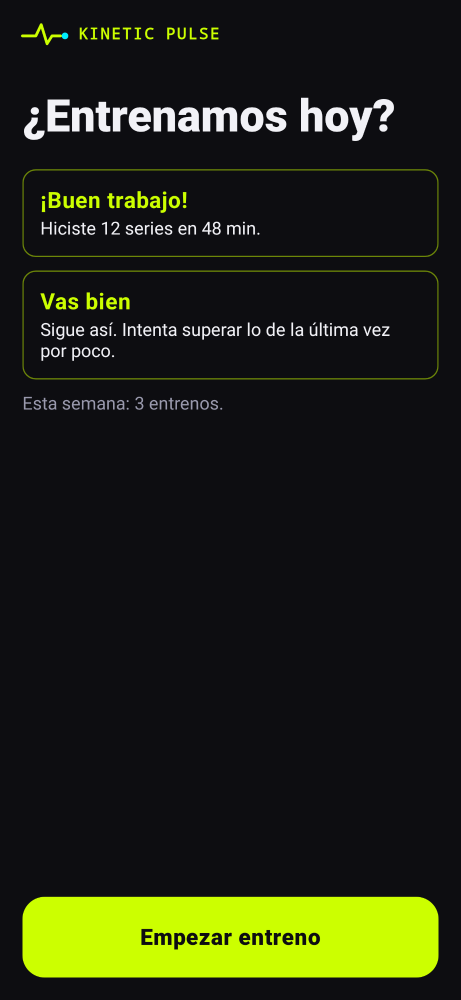 KINETIC PULSE
¿Entrenamos hoy?
¡Buen trabajo!
Hiciste 12 series en 48 min.
Vas bien
Sigue así. Intenta superar lo de la última vez
por poco.
Esta semana: 3 entrenos.
Empezar entreno